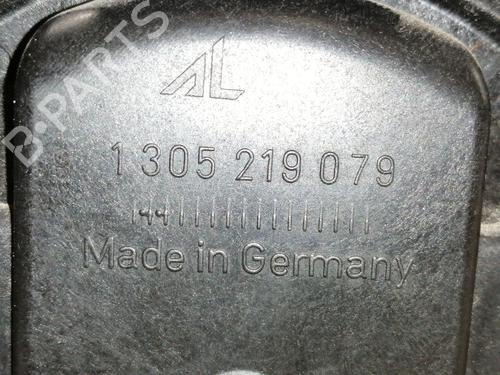 AL
1 305 219 079
Made in Germany
B-PARTS